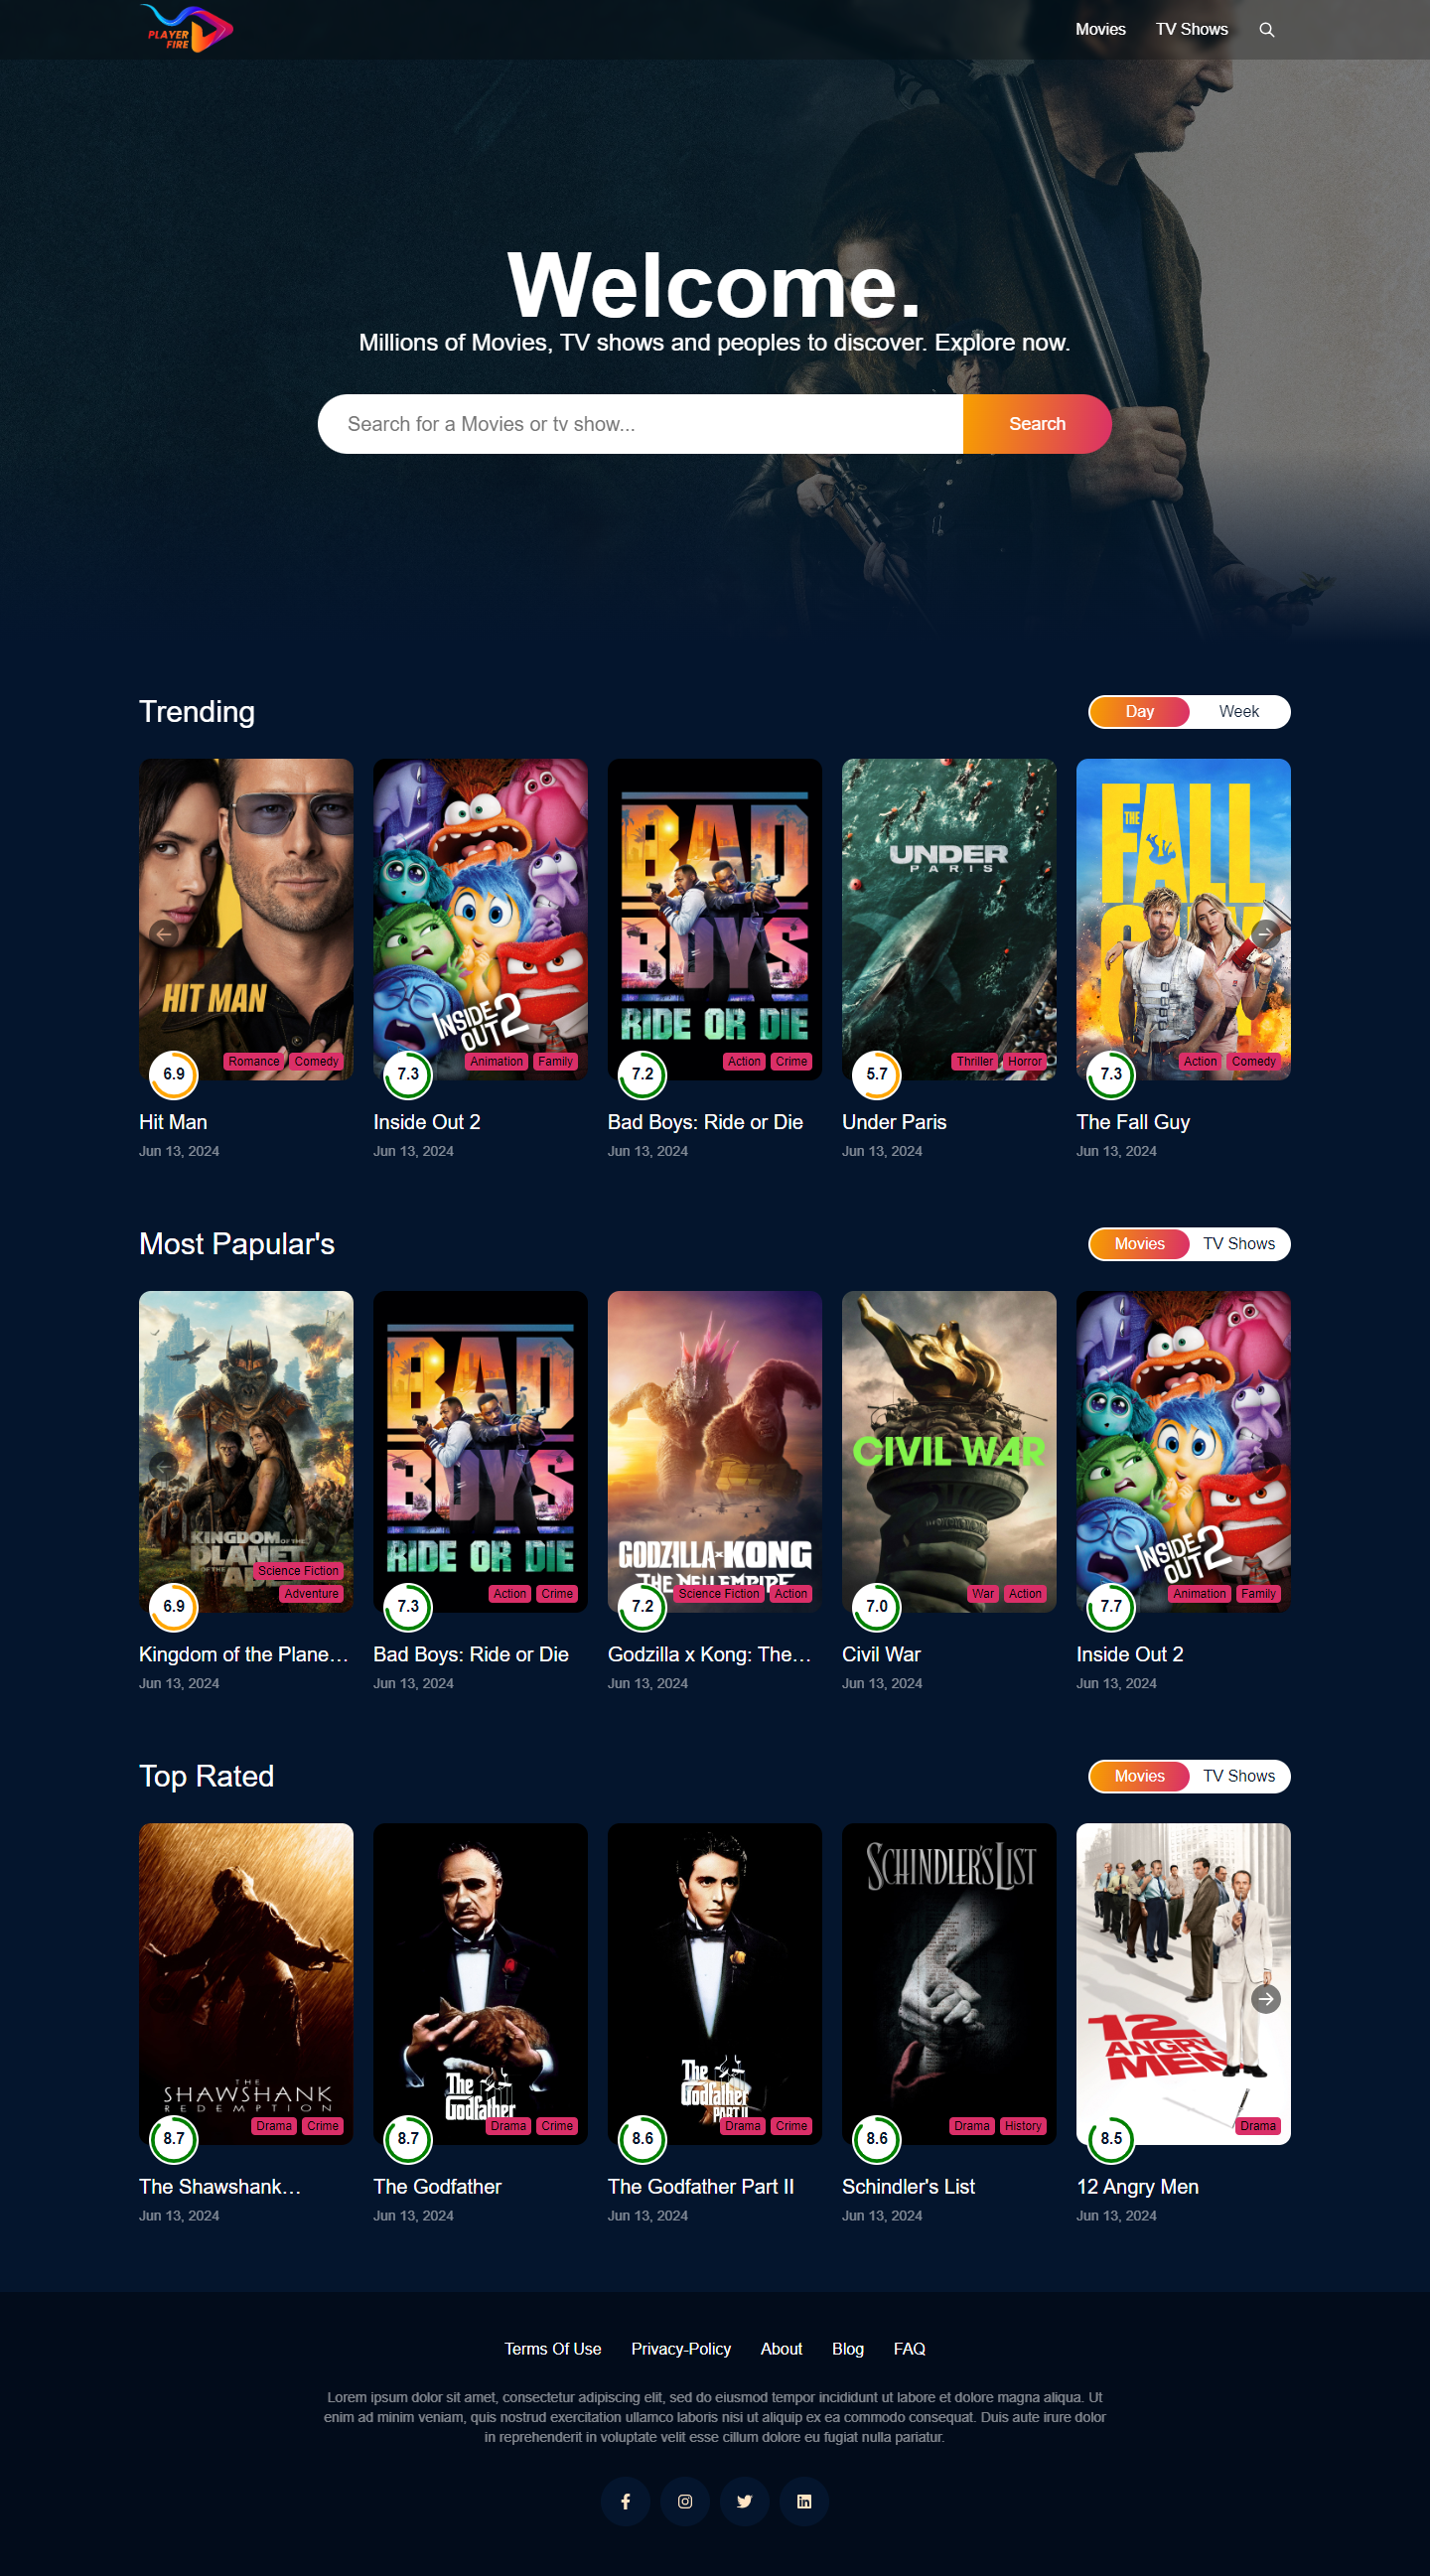 PLAYER
FIRE
Movies TV Shows
Welcome.
Millions of Movies, TV shows and peoples to discover. Explore now.
Search for a Movies or tv show... Search
Trending Day Week
HIT MAN
INSIDE OUT 2
BAD BOYS RIDE OR DIE
UNDER PARIS
THE FALL GUY
Romance Comedy
Animation Family
Action Crime
Thriller Horror
Action Comedy
6.9 7.3 7.2 5.7 7.3
Hit Man Inside Out 2 Bad Boys: Ride or Die Under Paris The Fall Guy
Jun 13, 2024 Jun 13, 2024 Jun 13, 2024 Jun 13, 2024 Jun 13, 2024
Most Papular's Movies TV Shows
KINGDOM OF THE PLANET OF THE APES
BAD BOYS RIDE OR DIE
GODZILLA x KONG THE NEW EMPIRE
CIVIL WAR
INSIDE OUT 2
Science Fiction
Adventure
Action Crime
Science Fiction Action
War Action
Animation Family
6.9 7.3 7.2 7.0 7.7
Kingdom of the Plane... Bad Boys: Ride or Die Godzilla x Kong: The... Civil War Inside Out 2
Jun 13, 2024 Jun 13, 2024 Jun 13, 2024 Jun 13, 2024 Jun 13, 2024
Top Rated Movies TV Shows
THE SHAWSHANK REDEMPTION
The Godfather
The Godfather PART II
SCHINDLER'S LIST
12 ANGRY MEN
Drama Crime
Drama Crime
Drama Crime
Drama History
Drama
8.7 8.7 8.6 8.6 8.5
The Shawshank... The Godfather The Godfather Part II Schindler's List 12 Angry Men
Jun 13, 2024 Jun 13, 2024 Jun 13, 2024 Jun 13, 2024 Jun 13, 2024
Terms Of Use Privacy-Policy About Blog FAQ
Lorem ipsum dolor sit amet, consectetur adipiscing elit, sed do eiusmod tempor incididunt ut labore et dolore magna aliqua. Ut
enim ad minim veniam, quis nostrud exercitation ullamco laboris nisi ut aliquip ex ea commodo consequat. Duis aute irure dolor
in reprehenderit in voluptate velit esse cillum dolore eu fugiat nulla pariatur.